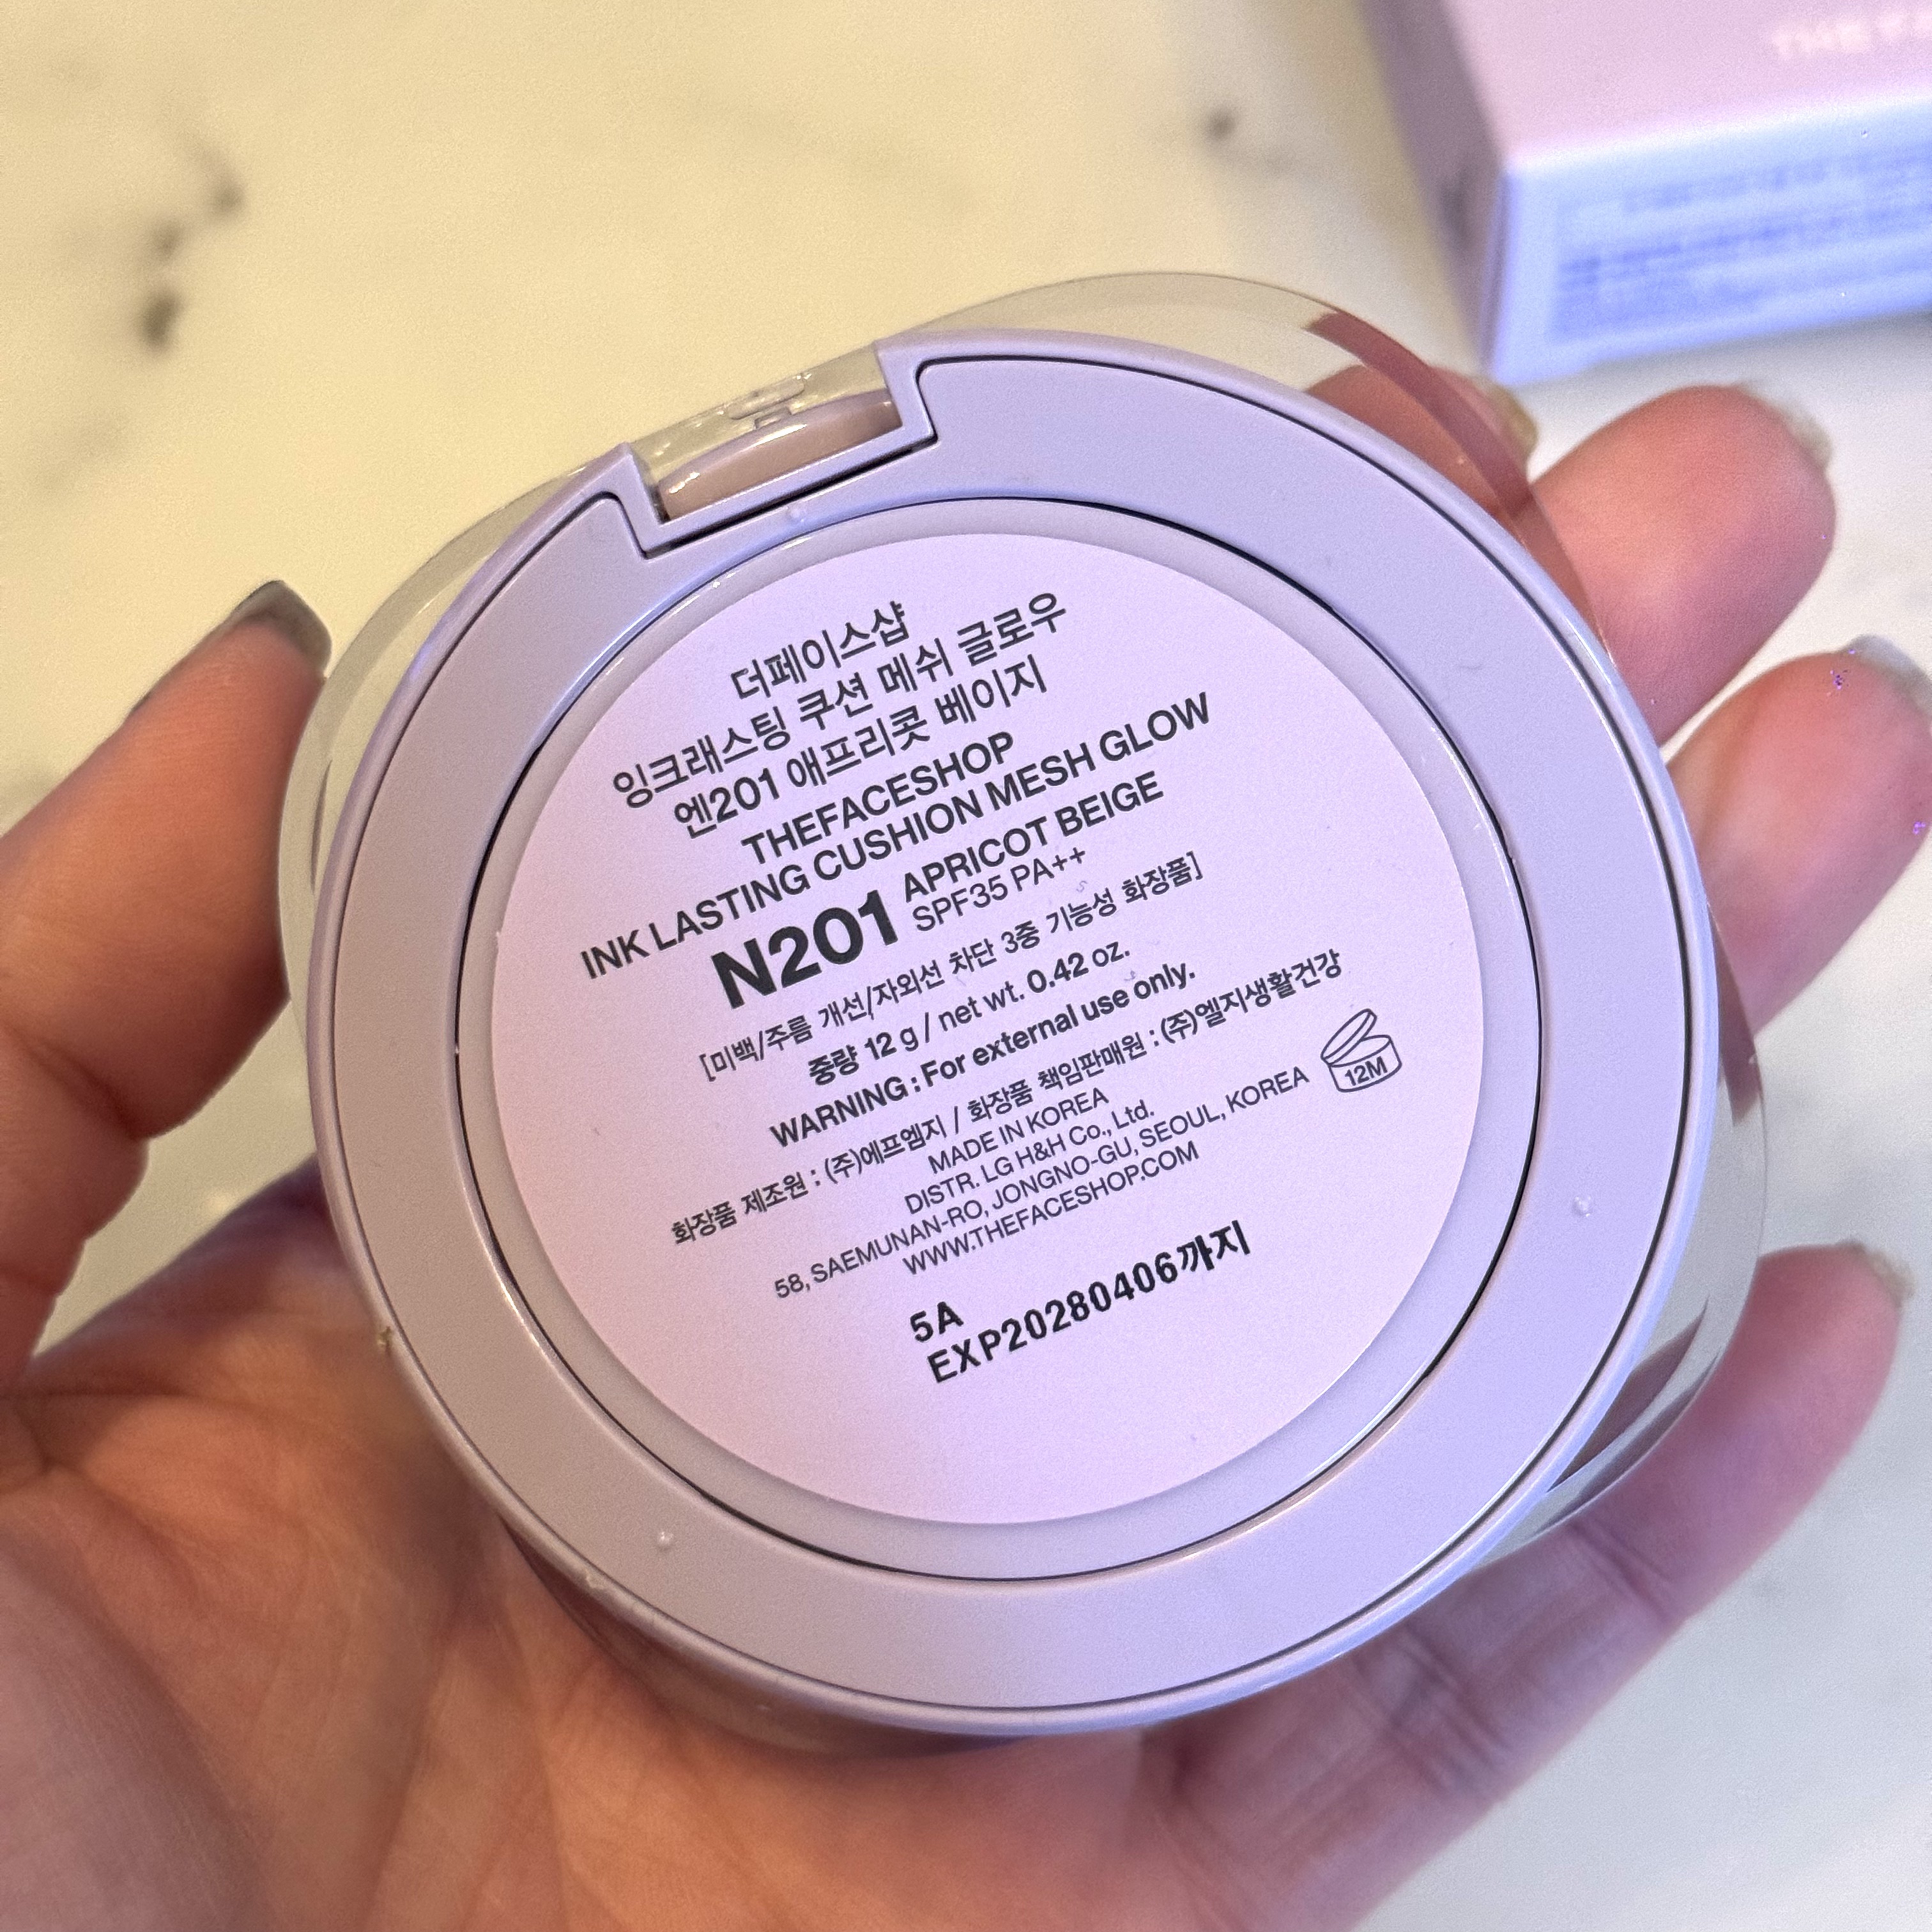 더페이스샵
잉크래스팅 쿠션 메쉬 글로우
엔201 애프리콧 베이지
THEFACESHOP
INK LASTING CUSHION MESH GLOW
N201 APRICOT BEIGE
SPF35 PA++
[미백/주름 개선/자외선 차단 3중 기능성 화장품]
중량 12 g / net wt. 0.42 oz.
WARNING : For external use only.
화장품 제조원 : (주)에프엠지 / 화장품 책임판매원 : (주)엘지생활건강
MADE IN KOREA
DISTR. LG H&H Co., Ltd.
58, SAEMUNAN-RO, JONGNO-GU, SEOUL, KOREA
12M
WWW.THEFACESHOP.COM
5A
EXP20280406까지